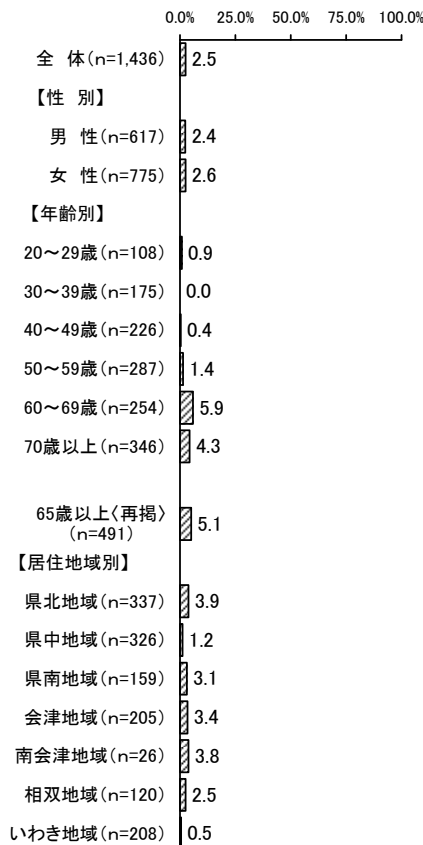 0.0% 25.0% 50.0% 75.0% 100.0%
全 体(n=1,436) 2.5
【性 別】
男 性(n=617) 2.4
女 性(n=775) 2.6
【年齢別】
20～29歳(n=108) 0.9
30～39歳(n=175) 0.0
40～49歳(n=226) 0.4
50～59歳(n=287) 1.4
60～69歳(n=254) 5.9
70歳以上(n=346) 4.3
65歳以上〈再掲〉
(n=491) 5.1
【居住地域別】
県北地域(n=337) 3.9
県中地域(n=326) 1.2
県南地域(n=159) 3.1
会津地域(n=205) 3.4
南会津地域(n=26) 3.8
相双地域(n=120) 2.5
いわき地域(n=208) 0.5